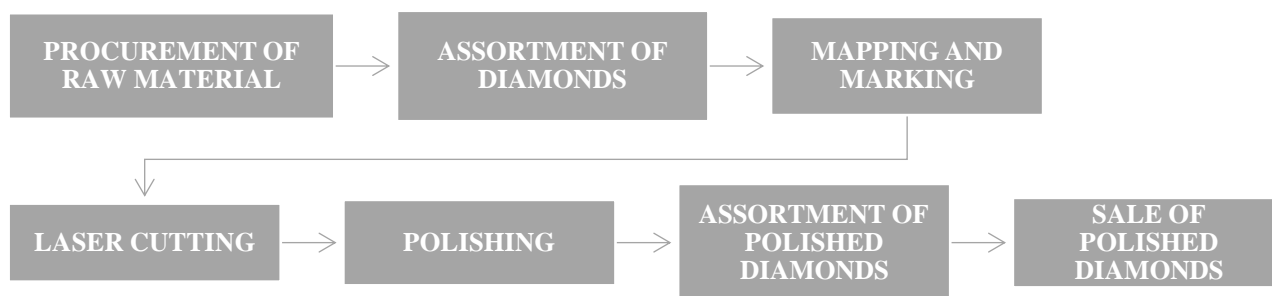 PROCUREMENT OF
RAW MATERIAL
ASSORTMENT OF
DIAMONDS
MAPPING AND
MARKING
LASER CUTTING
POLISHING
ASSORTMENT OF
POLISHED
DIAMONDS
SALE OF
POLISHED
DIAMONDS